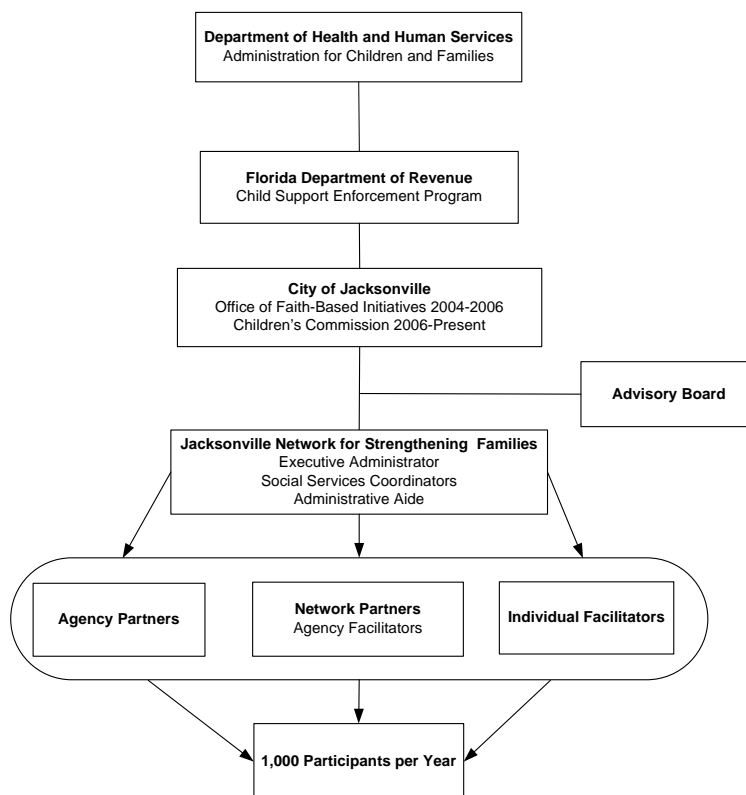 Department of Health and Human Services
Administration for Children and Families
Florida Department of Revenue
Child Support Enforcement Program
City of Jacksonville
Office of Faith-Based Initiatives 2004-2006
Children’s Commission 2006-Present
Advisory Board
Jacksonville Network for Strengthening Families
Executive Administrator
Social Services Coordinators
Administrative Aide
Agency Partners
Network Partners
Agency Facilitators
Individual Facilitators
1,000 Participants per Year